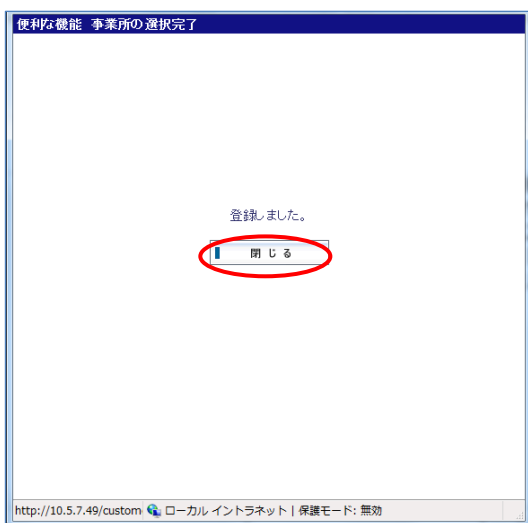 便利な機能 事業所の選択完了
登録しました。
閉じる
http://10.5.7.49/custom ローカル イントラネット | 保護モード: 無効